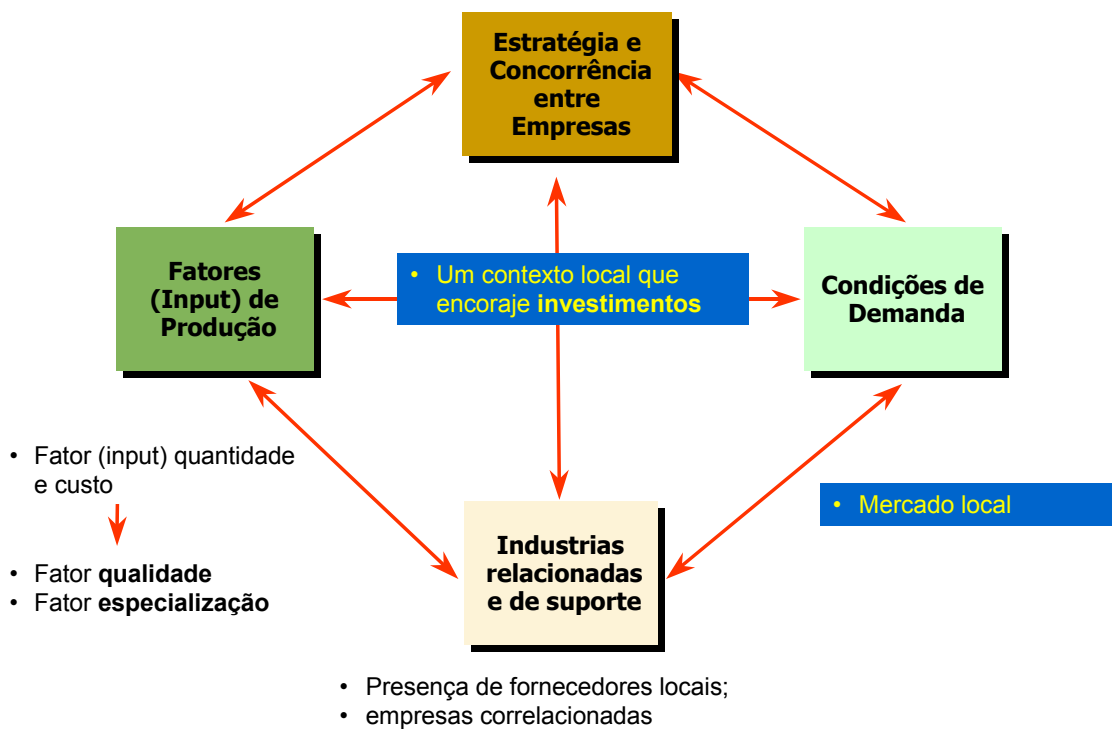 Estratégia e
Concorrência
entre
Empresas
Fatores
(Input) de
Produção
• Um contexto local que
encoraje investimentos
Condições de
Demanda
• Fator (input) quantidade
e custo
• Fator qualidade
• Fator especialização
Industrias
relacionadas
e de suporte
• Mercado local
• Presença de fornecedores locais;
• empresas correlacionadas